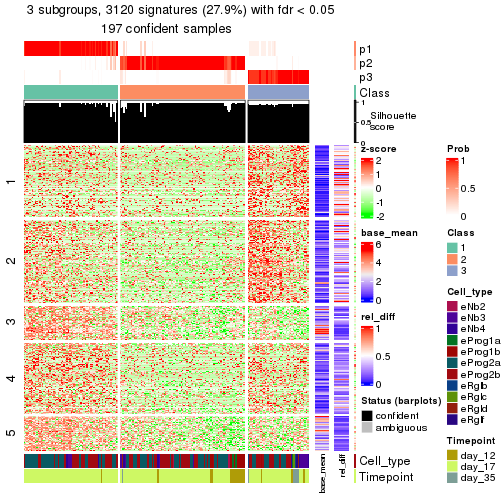 3 subgroups, 3120 signatures (27.9%) with fdr < 0.05
197 confident samples
p1
p2
p3
Class
1
0.5
0
Silhouette
score
1
2
3
4
5
base_mean
rel_diff
Cell_type
Timepoint
z-score
2
1
0
-1
-2
base_mean
6
4
2
0
rel_diff
1
0.5
0
Status (barplots)
confident
ambiguous
Prob
1
0.5
0
Class
1
2
3
Cell_type
eNb2
eNb3
eNb4
eProg1a
eProg1b
eProg2a
eProg2b
eRglb
eRglc
eRgld
eRglf
Timepoint
day_12
day_17
day_35